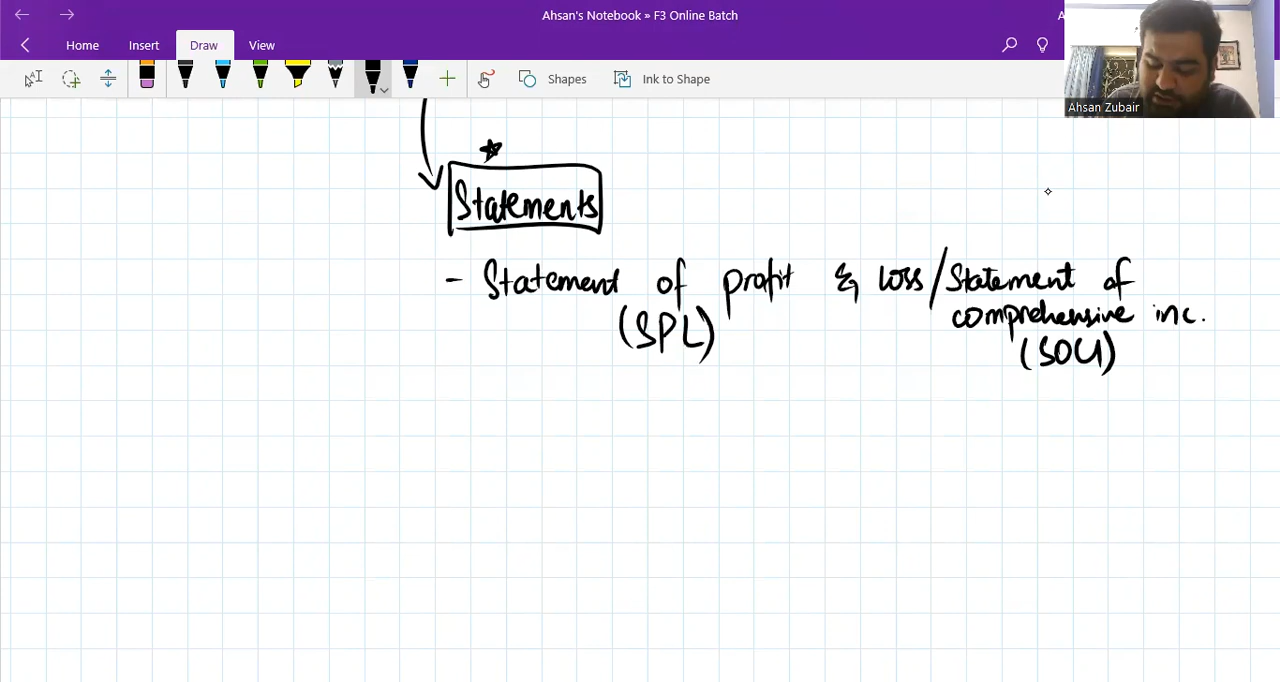 Ahsan's Notebook » F3 Online Batch
A
Home Insert Draw View
Shapes Ink to Shape
Ahsan Zubair
Statements
- Statement of profit & loss/Statement of
comprehensive inc.
(SPL)
(SOCI)